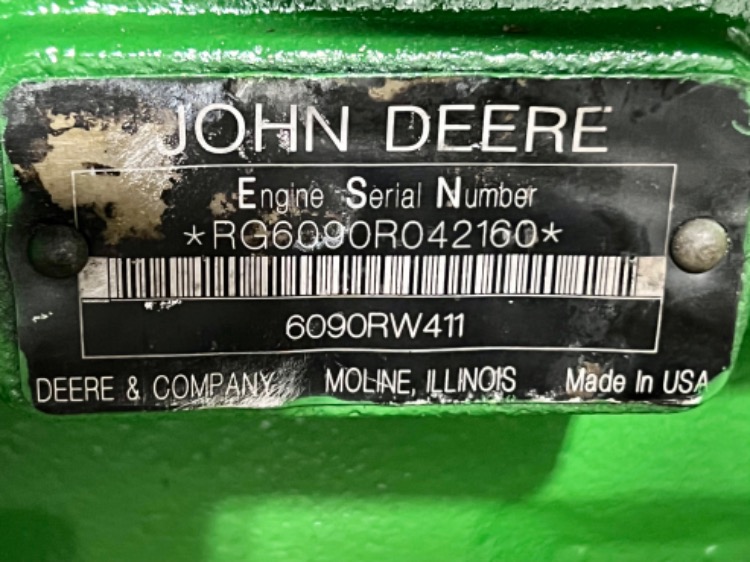 JOHN DEERE
Engine Serial Number
*RG6090R042160*
6090RW411
DEERE & COMPANY MOLINE, ILLINOIS Made In USA